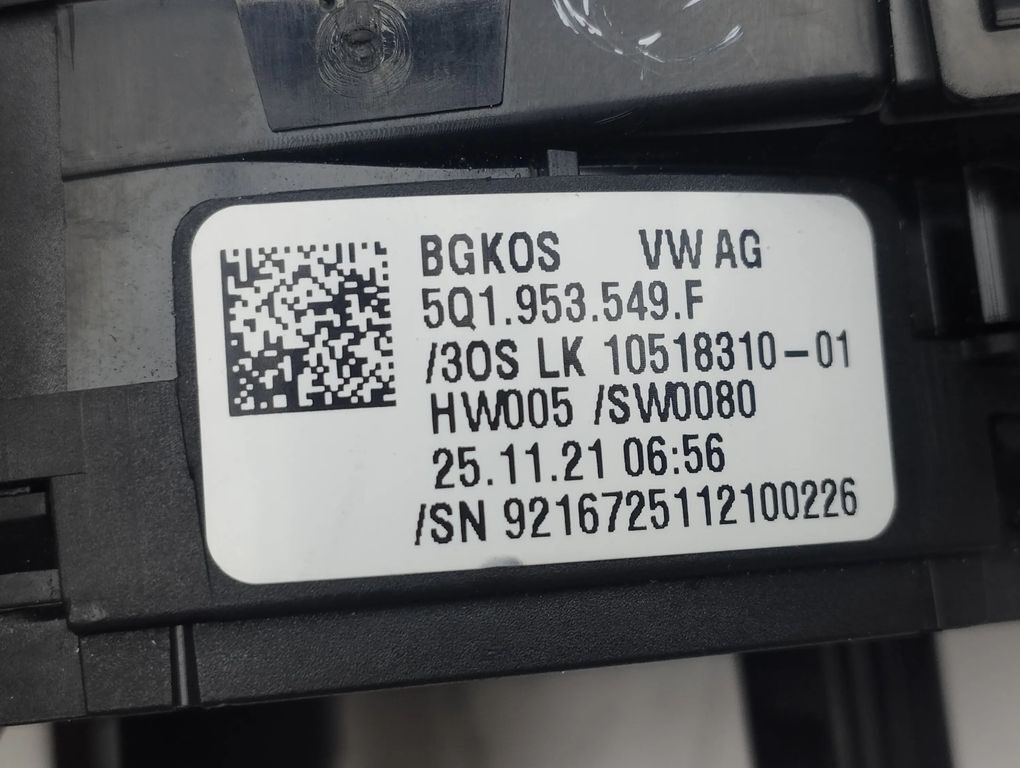 BGKOS VW AG
5Q1.953.549.F
/3OS LK 10518310-01
HW005 /SW0080
25.11.21 06:56
/SN 9216725112100226